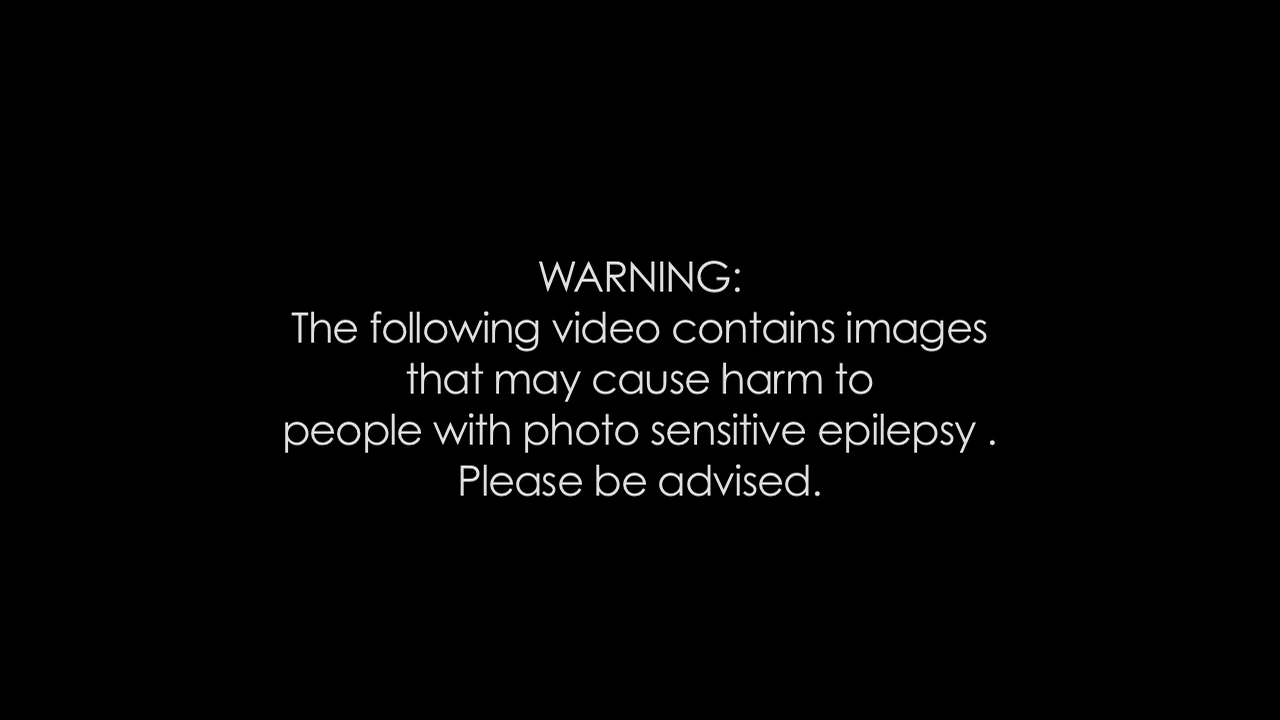 WARNING:
The following video contains images
that may cause harm to
people with photo sensitive epilepsy .
Please be advised.